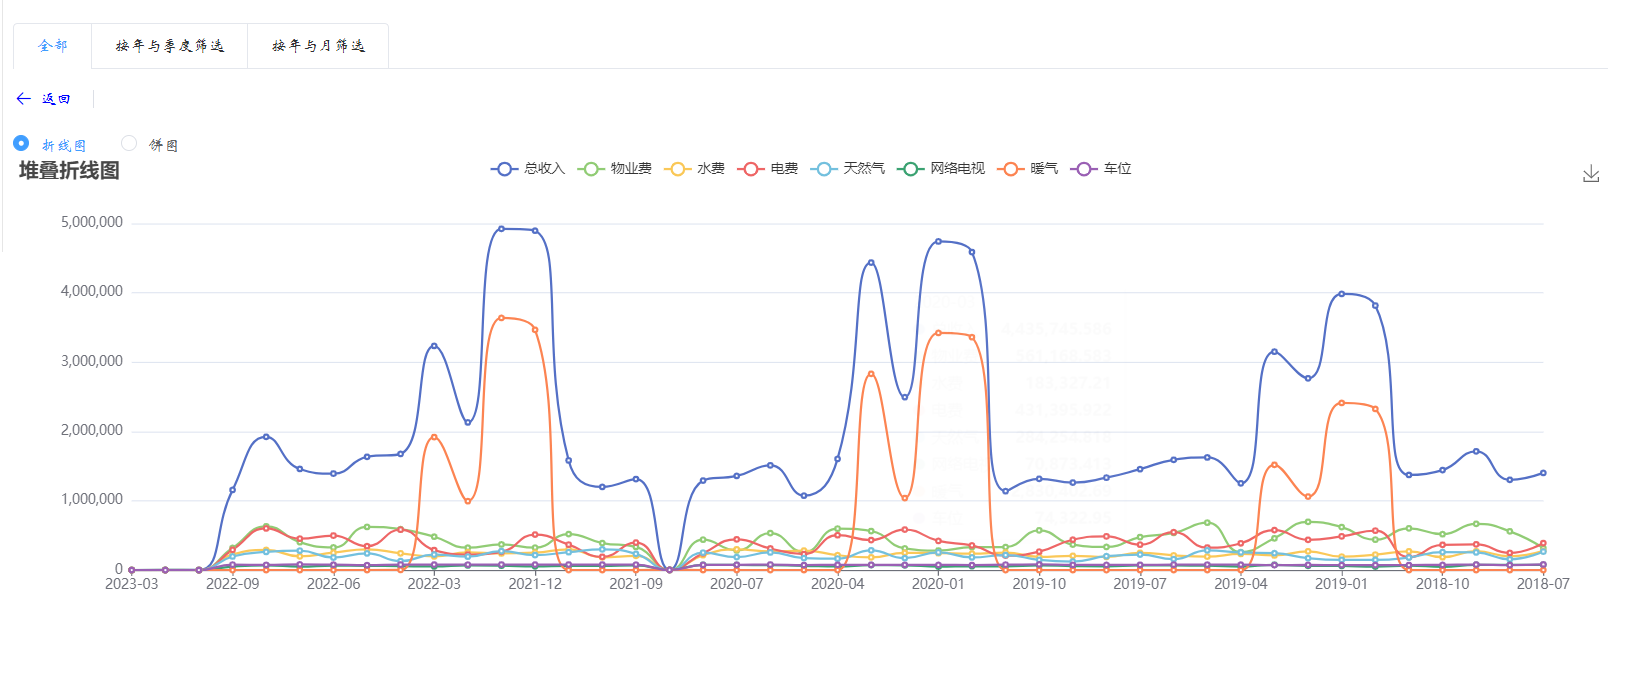 全部 按年与季度筛选 按年与月筛选
返回
折线图 饼图
堆叠折线图
总收入 物业费 水费 电费 天然气 网络电视 暖气 车位
5,000,000
4,000,000
3,000,000
2,000,000
1,000,000
0
2023-03 2022-09 2022-06 2022-03 2021-12 2021-09 2020-07 2020-04 2020-01 2019-10 2019-07 2019-04 2019-01 2018-10 2018-07